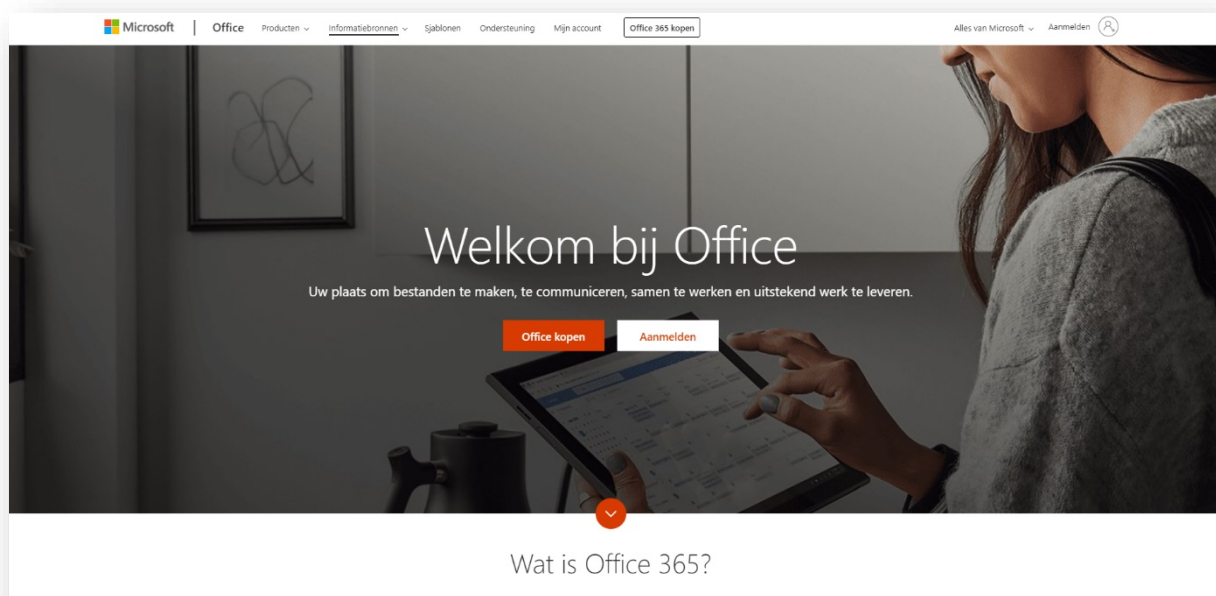 Microsoft | Office Producten Informatiebronnen Sjablonen Ondersteuning Mijn account Office 365 kopen Alles van Microsoft Aanmelden
Welkom bij Office
Uw plaats om bestanden te maken, te communiceren, samen te werken en uitstekend werk te leveren.
Office kopen Aanmelden
Wat is Office 365?